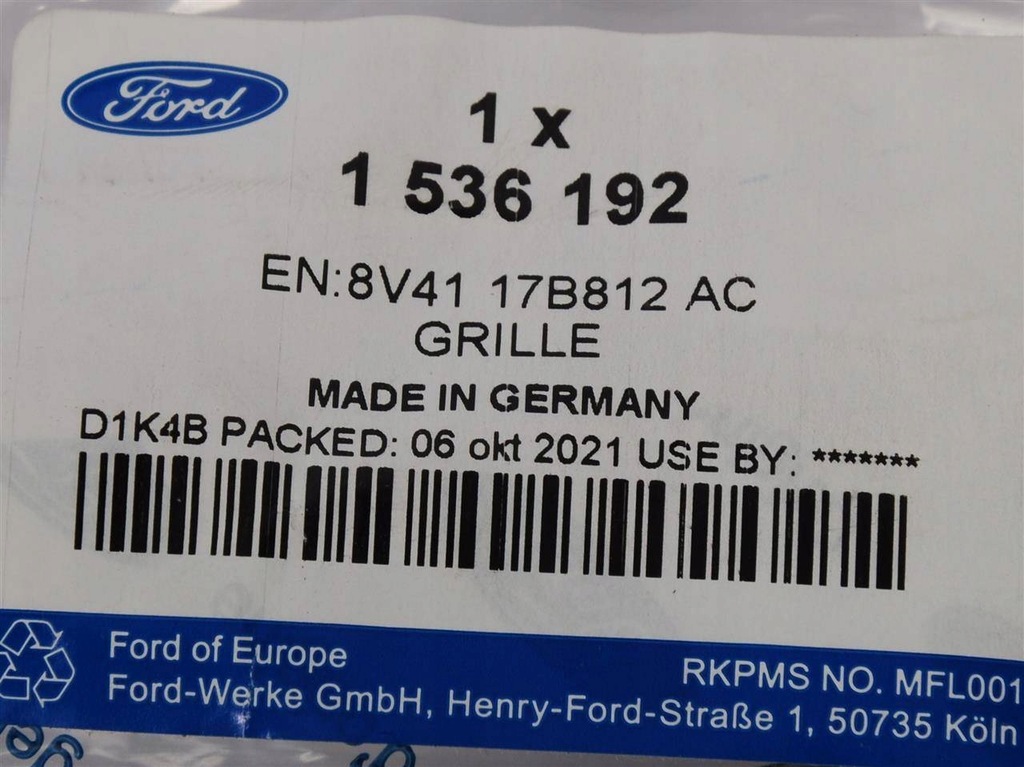 Ford
1 x
1 536 192
EN:8V41 17B812 AC
GRILLE
MADE IN GERMANY
D1K4B PACKED: 06 okt 2021 USE BY: *******
Ford of Europe
RKPMS NO. MFL001
Ford-Werke GmbH, Henry-Ford-Straße 1, 50735 Köln